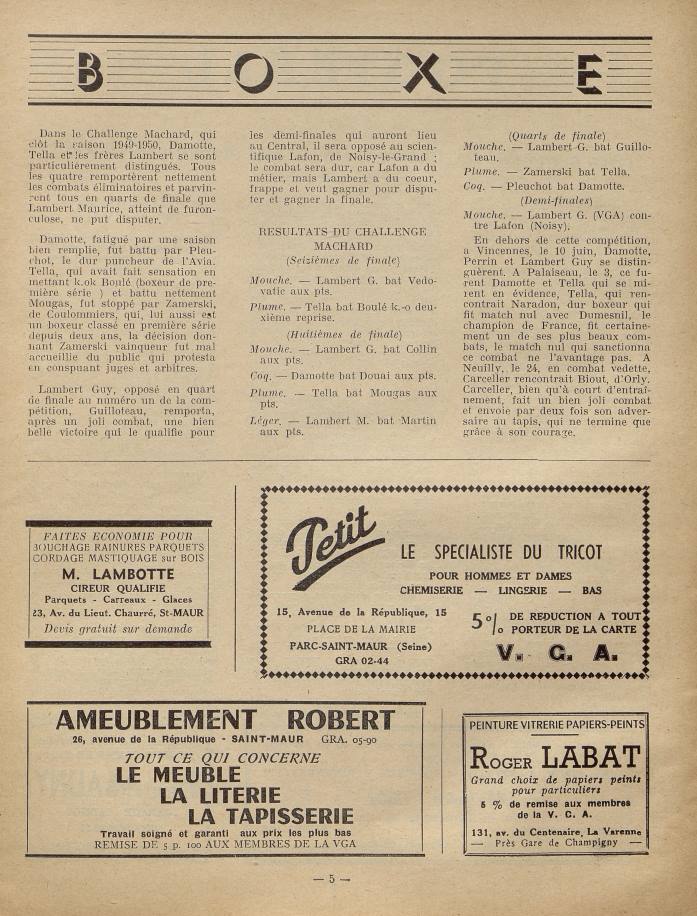 BOXE
Dans le Challenge Machard, qui
clôt la saison 1949-1950, Damotte,
Tella et les frères Lambert se sont
particulièrement distingués. Tous
les quatre remportèrent nettement
les combats éliminatoires et parvin-
rent tous en quarts de finale que
Lambert Maurice, atteint de furon-
culose, ne put disputer.
Damotte, fatigué par une saison
bien remplie, fut battu par Pleu-
chot, le dur puncheur de l'Avia.
Tella, qui avait fait sensation en
mettant k.ok Boulé (boxeur de pre-
mière série ) et battu nettement
Mougas, fut stoppé par Zamerski,
de Coulommiers, qui, lui aussi est
un boxeur classé en première série
depuis deux ans, la décision don-
nant Zamerski vainqueur fut mal
accueillie du public qui protesta
en conspuant juges et arbitres.
Lambert Guy, opposé en quart
de finale au numéro un de la com-
pétition, Guilloteau, remporta,
après un joli combat, une bien
belle victoire qui le qualifie pour
les demi-finales qui auront lieu
au Central, il sera opposé au scien-
tifique Lafon, de Noisy-le-Grand ;
le combat sera dur, car Lafon a du
métier, mais Lambert a du coeur,
frappe et veut gagner pour dispu-
ter et gagner la finale.
RESULTATS DU CHALLENGE
MACHARD
(Seizièmes de finale)
Mouche. — Lambert G. bat Vedo-
vatic aux pts.
Plume. — Tella bat Boulé k.-o deu-
xième reprise.
(Huitièmes de finale)
Mouche. — Lambert G. bat Collin
aux pts.
Coq. — Damotte bat Douai aux pts.
Plume. — Tella bat Mougas aux
pts.
Léger. — Lambert M. bat Martin
aux pts.
(Quarts de finale)
Mouche. — Lambert G. bat Guillo-
teau.
Plume. — Zamerski bat Tella.
Coq. — Pleuchot bat Damotte.
(Demi-finales)
Mouche. — Lambert G. (VGA) con-
tre Lafon (Noisy).
En dehors de cette compétition,
a Vincennes, le 10 juin, Damotte,
Perrin et Lambert Guy se distin-
guèrent. A Palaiseau, le 3, ce fu-
rent Damotte et Tella qui se mi-
rent en évidence, Tella, qui ren-
contrait Naradon, dur boxeur qui
fit match nul avec Dumesnil, le
champion de France, fit certaine-
ment un de ses plus beaux com-
bats, le match nul qui sanctionna
ce combat ne l'avantage pas. A
Neuilly, le 24, en combat vedette,
Carceller rencontrait Biout, d'Orly.
Carceller, bien qu'à court d'entraî-
nement, fait un bien joli combat
et envoie par deux fois son adver-
saire au tapis, qui ne termine que
grâce à son courage.
FAITES ECONOMIE POUR
BOUCHAGE RAINURES PARQUETS
CORDAGE MASTIQUAGE sur BOIS
M. LAMBOTTE
CIREUR QUALIFIE
Parquets - Carreaux - Glaces
23, Av. du Lieut. Chaurré, St-MAUR
Devis gratuit sur demande
Petit
LE SPECIALISTE DU TRICOT
POUR HOMMES ET DAMES
CHEMISERIE — LINGERIE — BAS
15, Avenue de la République, 15
PLACE DE LA MAIRIE
PARC-SAINT-MAUR (Seine)
GRA 02-44
5 % DE REDUCTION A TOUT
PORTEUR DE LA CARTE
V. G. A.
AMEUBLEMENT ROBERT
26, avenue de la République - SAINT-MAUR GRA. 05-90
TOUT CE QUI CONCERNE
LE MEUBLE
LA LITERIE
LA TAPISSERIE
Travail soigné et garanti aux prix les plus bas
REMISE DE 5 p. 100 AUX MEMBRES DE LA VGA
PEINTURE VITRERIE PAPIERS-PEINTS
ROGER LABAT
Grand choix de papiers peints
pour particuliers
5 % de remise aux membres
de la V. G. A.
131, av. du Centenaire, La Varenne
— Près Gare de Champigny —
— 5 —